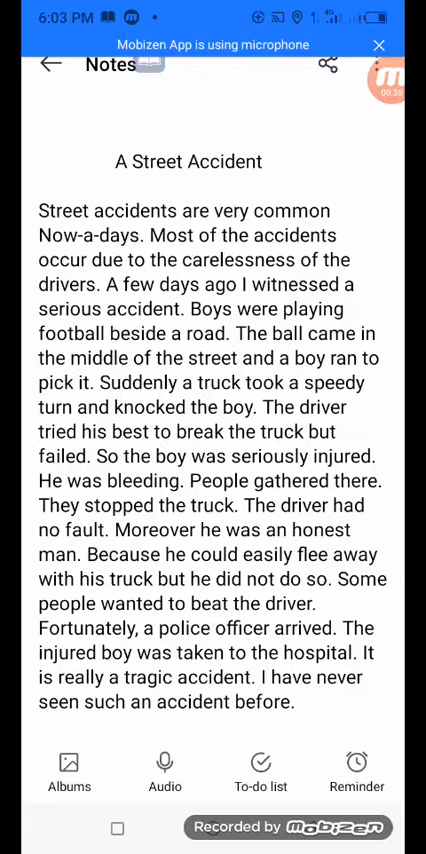 6:03 PM
Mobizen App is using microphone
Notes
00:38
A Street Accident
Street accidents are very common
Now-a-days. Most of the accidents
occur due to the carelessness of the
drivers. A few days ago I witnessed a
serious accident. Boys were playing
football beside a road. The ball came in
the middle of the street and a boy ran to
pick it. Suddenly a truck took a speedy
turn and knocked the boy. The driver
tried his best to break the truck but
failed. So the boy was seriously injured.
He was bleeding. People gathered there.
They stopped the truck. The driver had
no fault. Moreover he was an honest
man. Because he could easily flee away
with his truck but he did not do so. Some
people wanted to beat the driver.
Fortunately, a police officer arrived. The
injured boy was taken to the hospital. It
is really a tragic accident. I have never
seen such an accident before.
Albums Audio To-do list Reminder
Recorded by mobizen